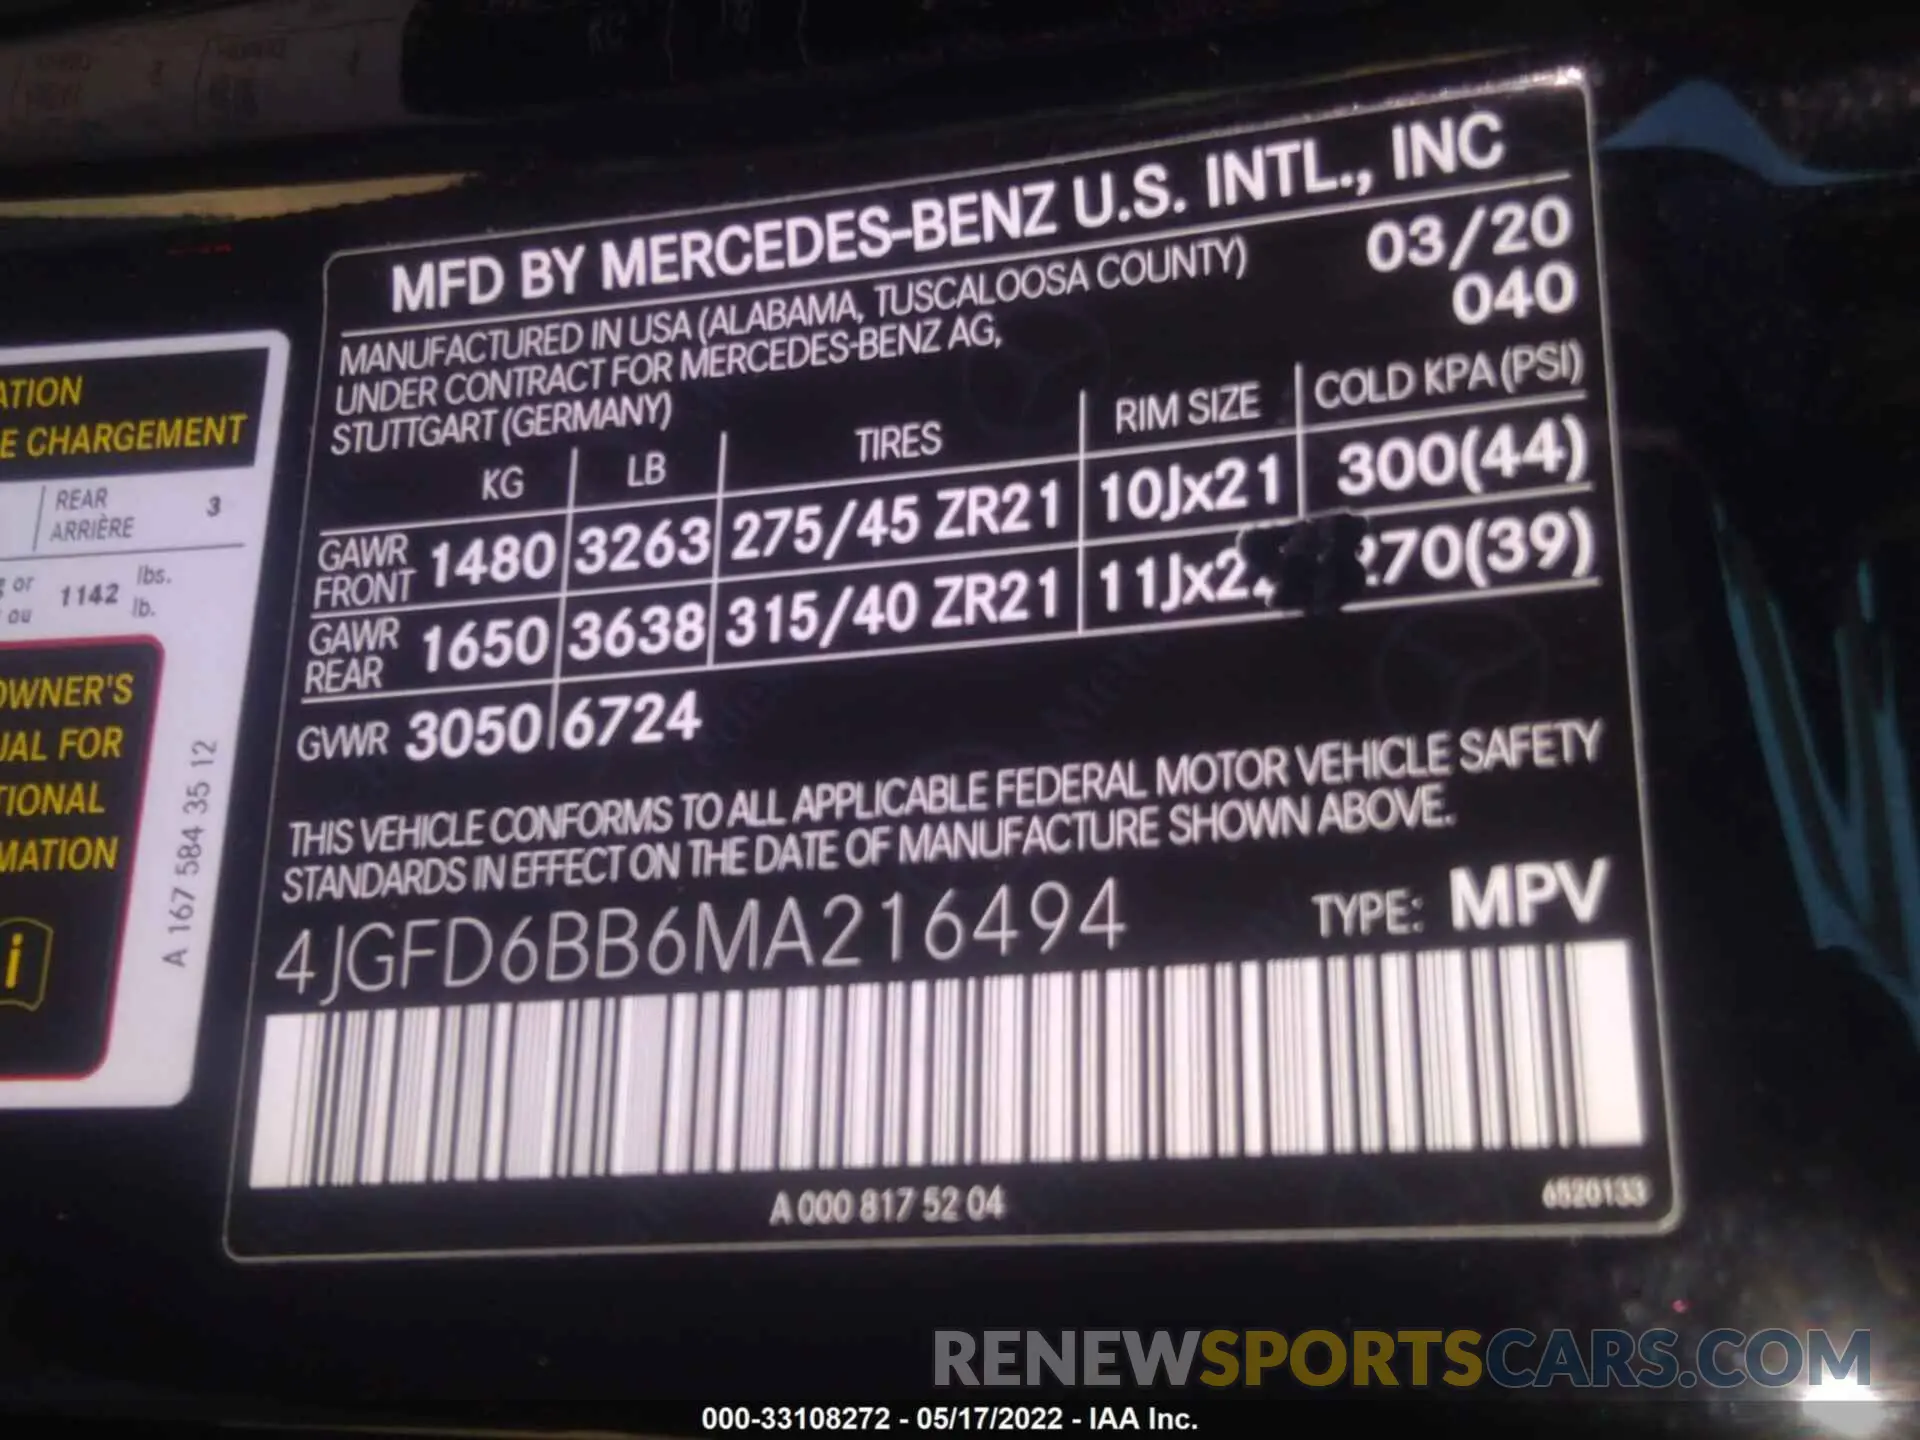 MFD BY MERCEDES-BENZ U.S. INTL., INC
MANUFACTURED IN USA (ALABAMA, TUSCALOOSA COUNTY) 03/20
UNDER CONTRACT FOR MERCEDES-BENZ AG, 040
STUTTGART (GERMANY)
KG LB TIRES RIM SIZE COLD KPA (PSI)
GAWR FRONT 1480 3263 275/45 ZR21 10Jx21 300(44)
GAWR REAR 1650 3638 315/40 ZR21 270(39)
GVWR 3050 6724
THIS VEHICLE CONFORMS TO ALL APPLICABLE FEDERAL MOTOR VEHICLE SAFETY
STANDARDS IN EFFECT ON THE DATE OF MANUFACTURE SHOWN ABOVE.
4JGFD6BB6MA216494 TYPE: MPV
A 000 817 52 04
6520133
ATION
E CHARGEMENT
REAR 3
ARRIÈRE
or 1142 lbs.
ou lb.
OWNER'S
UAL FOR
TIONAL
MATION
i
A 167 584 35 12
RENEWSPORTSCARS.COM
000-33108272 - 05/17/2022 - IAA Inc.